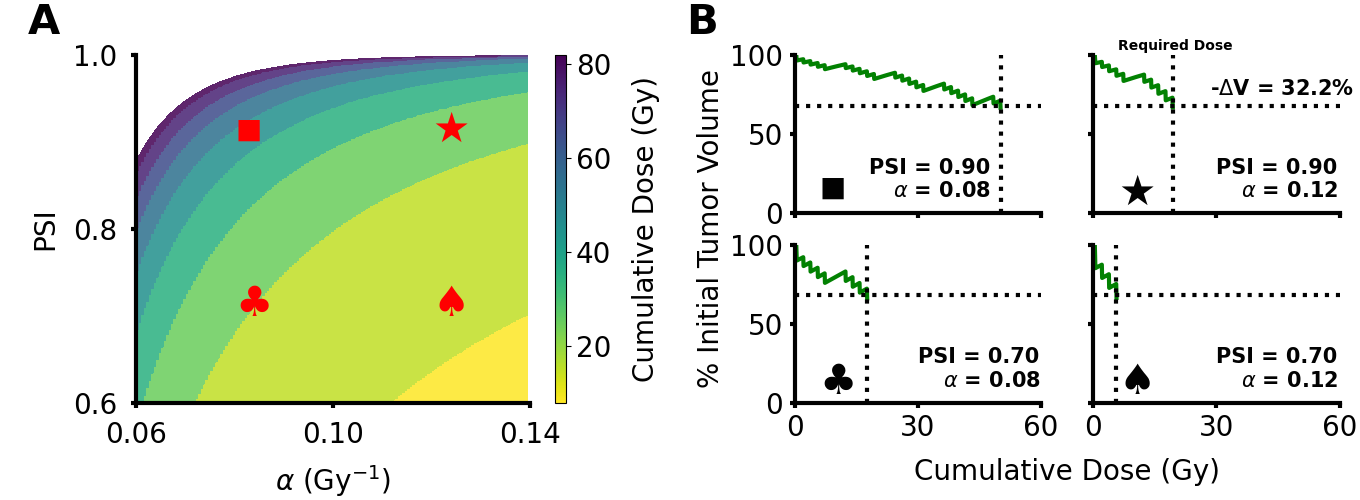 A
1.0
0.8
0.6
PSI
0.06
0.10
0.14
α (Gy⁻¹)
80
60
40
20
Cumulative Dose (Gy)
B
% Initial Tumor Volume
100
50
0
PSI = 0.90
α = 0.08
Required Dose
-ΔV = 32.2%
PSI = 0.90
α = 0.12
100
50
0
PSI = 0.70
α = 0.08
0
30
60
PSI = 0.70
α = 0.12
0
30
60
Cumulative Dose (Gy)